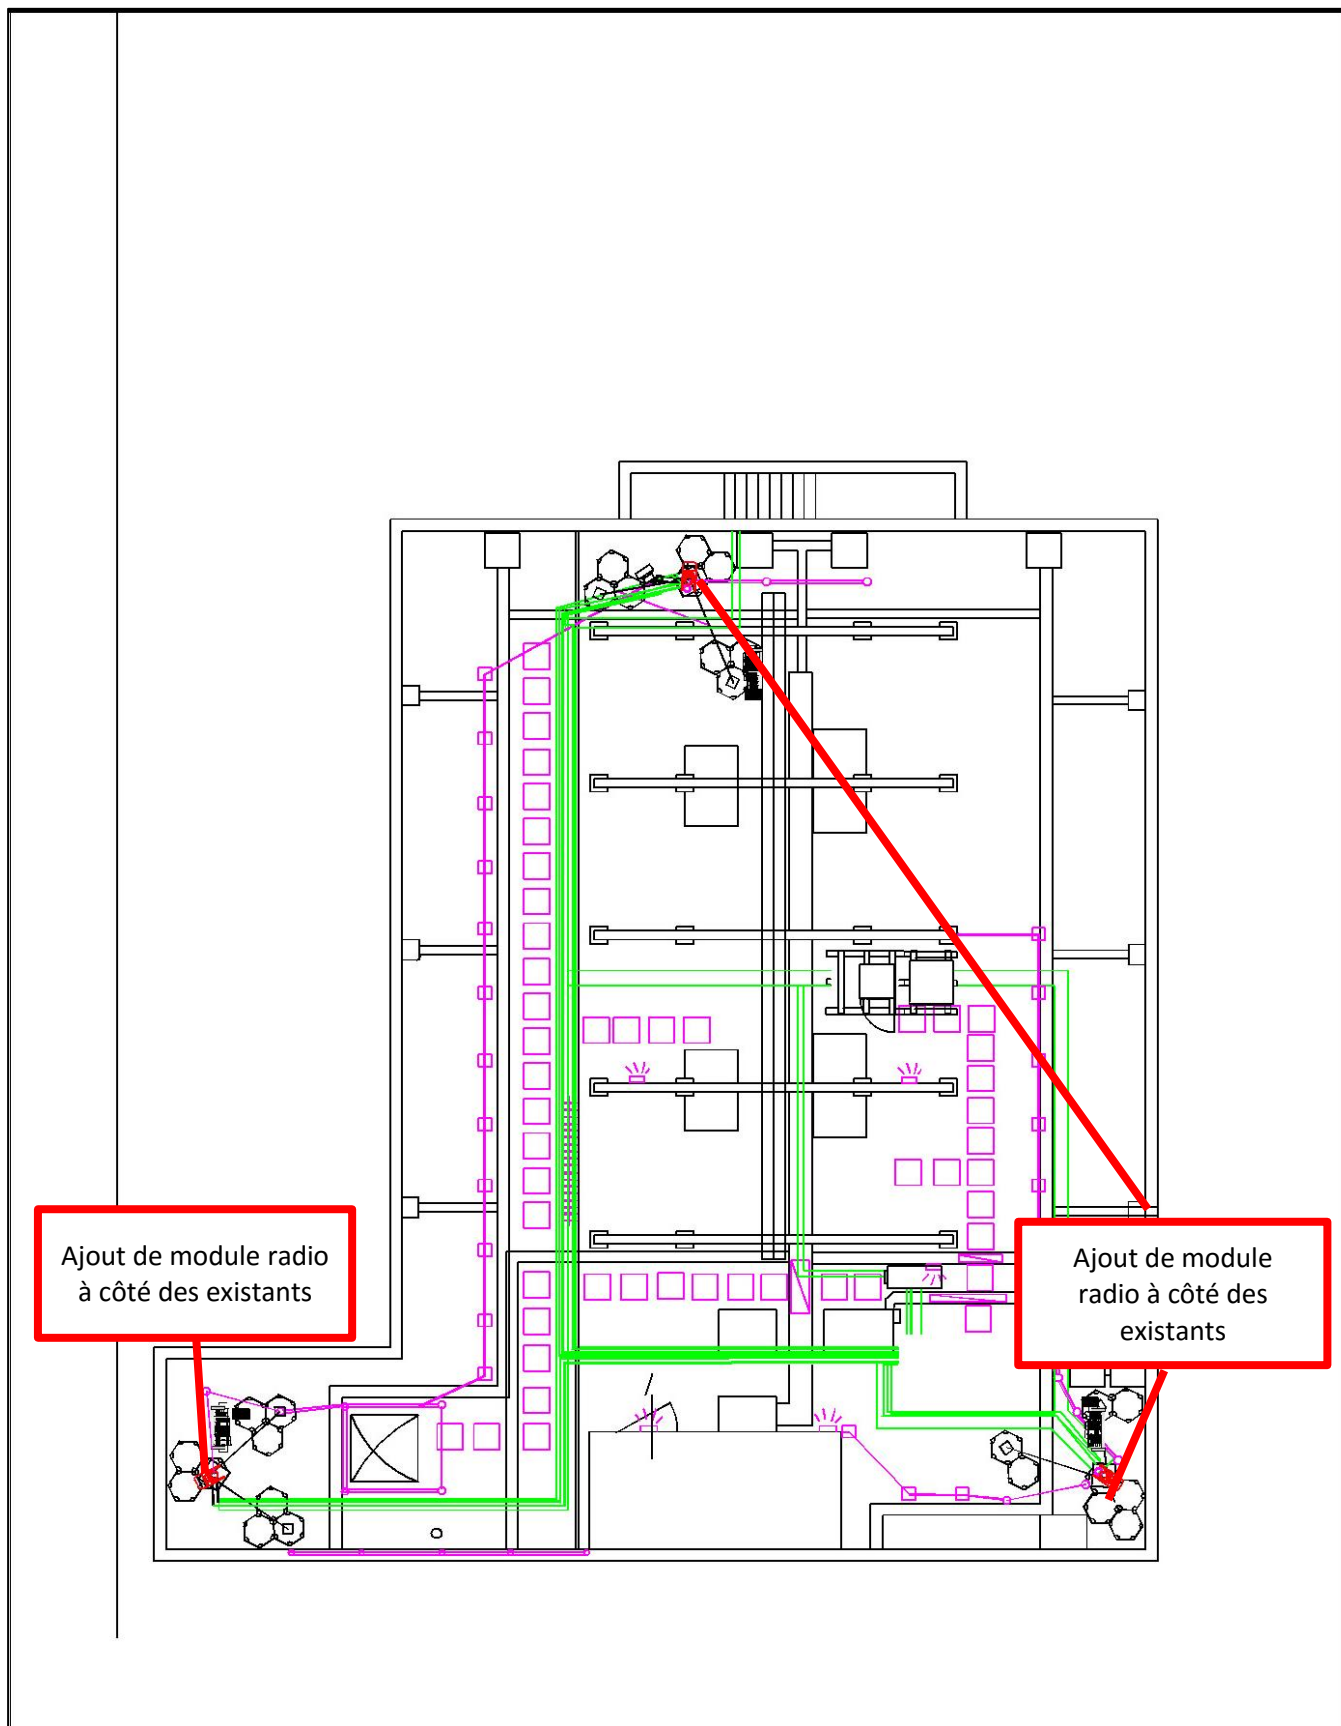 Ajout de module radio
à côté des existants
Ajout de module
radio à côté des
existants